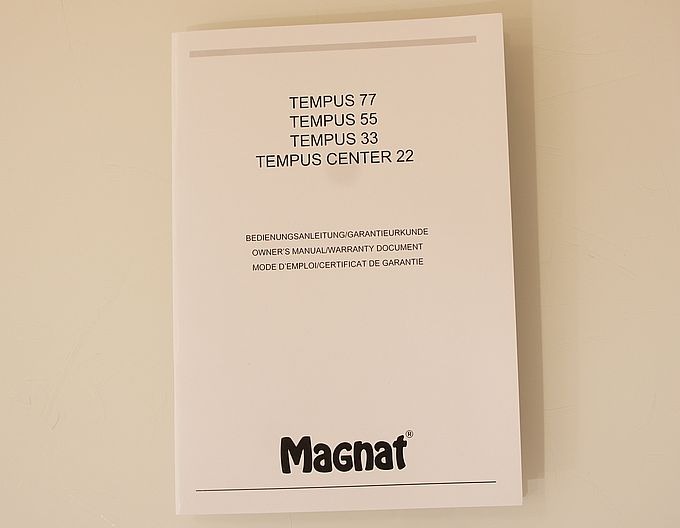 TEMPUS 77
TEMPUS 55
TEMPUS 33
TEMPUS CENTER 22
BEDIENUNGSANLEITUNG/GARANTIEURKUNDE
OWNER'S MANUAL/WARRANTY DOCUMENT
MODE D'EMPLOI/CERTIFICAT DE GARANTIE
Magnat®